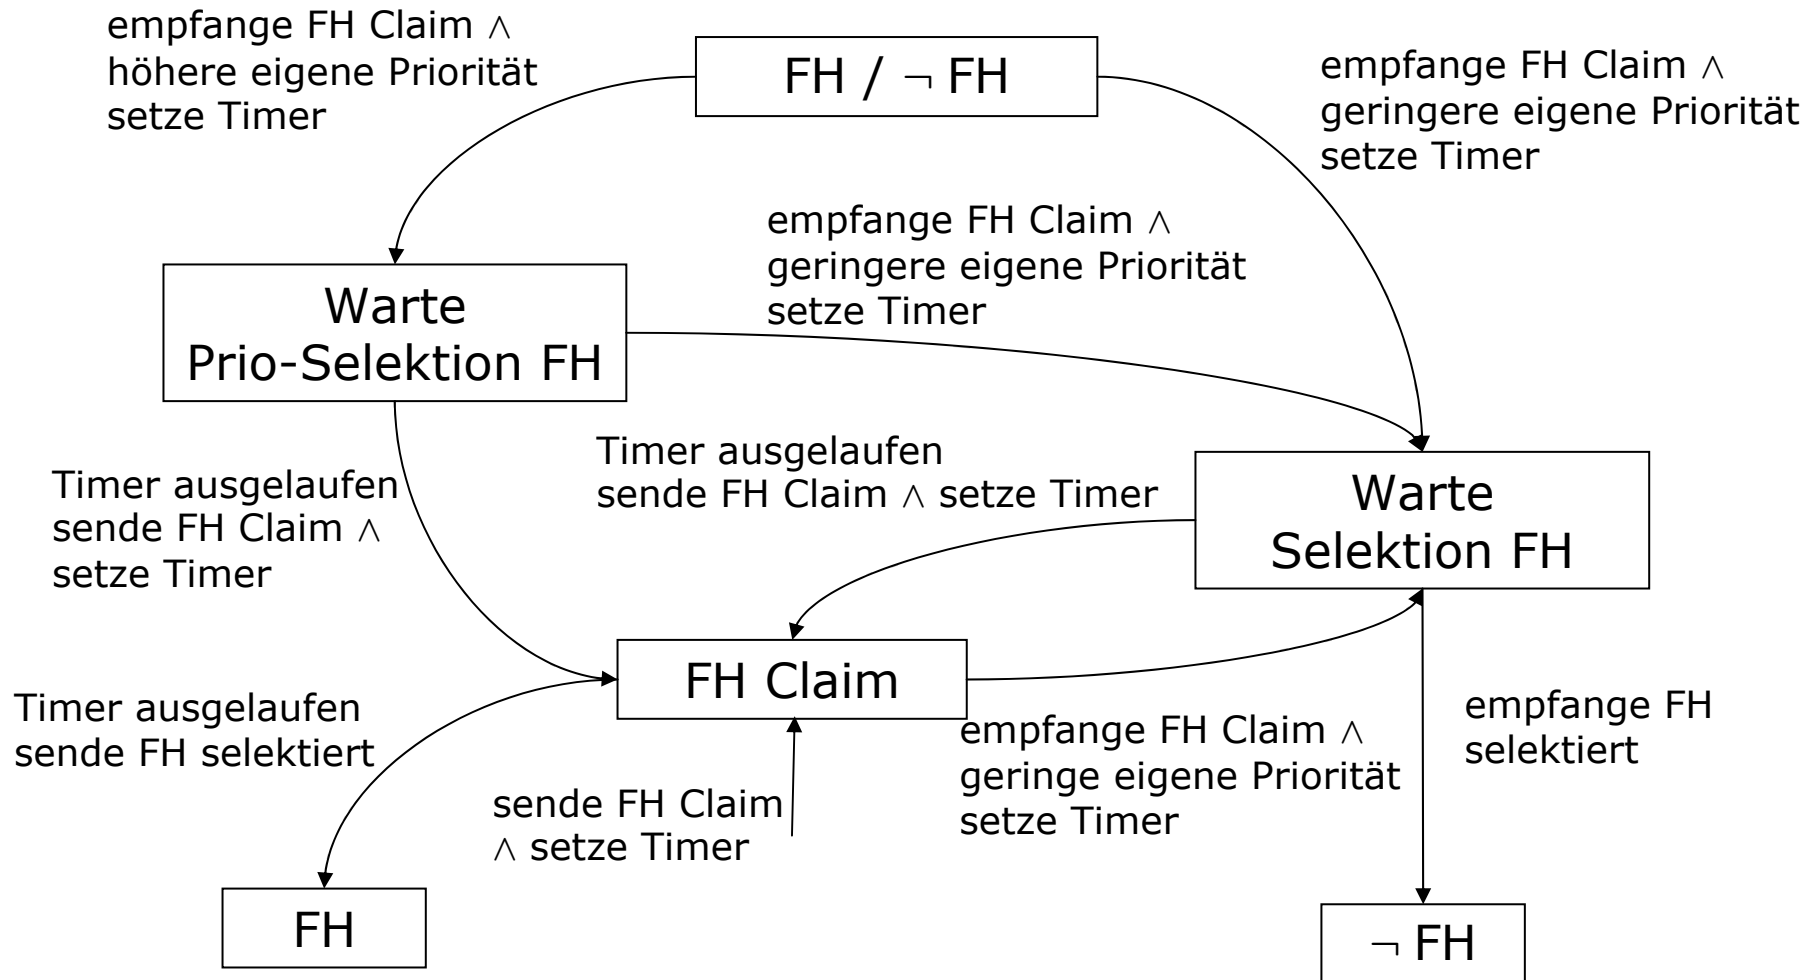 empfange FH Claim ∧
höhere eigene Priorität
setze Timer
FH / ¬ FH
empfange FH Claim ∧
geringere eigene Priorität
setze Timer
empfange FH Claim ∧
geringere eigene Priorität
setze Timer
Warte
Prio-Selektion FH
Timer ausgelaufen
sende FH Claim ∧ setze Timer
Warte
Selektion FH
Timer ausgelaufen
sende FH Claim ∧
setze Timer
FH Claim
Timer ausgelaufen
sende FH selektiert
empfange FH Claim ∧
geringe eigene Priorität
setze Timer
empfange FH
selektiert
sende FH Claim
∧ setze Timer
FH
¬ FH